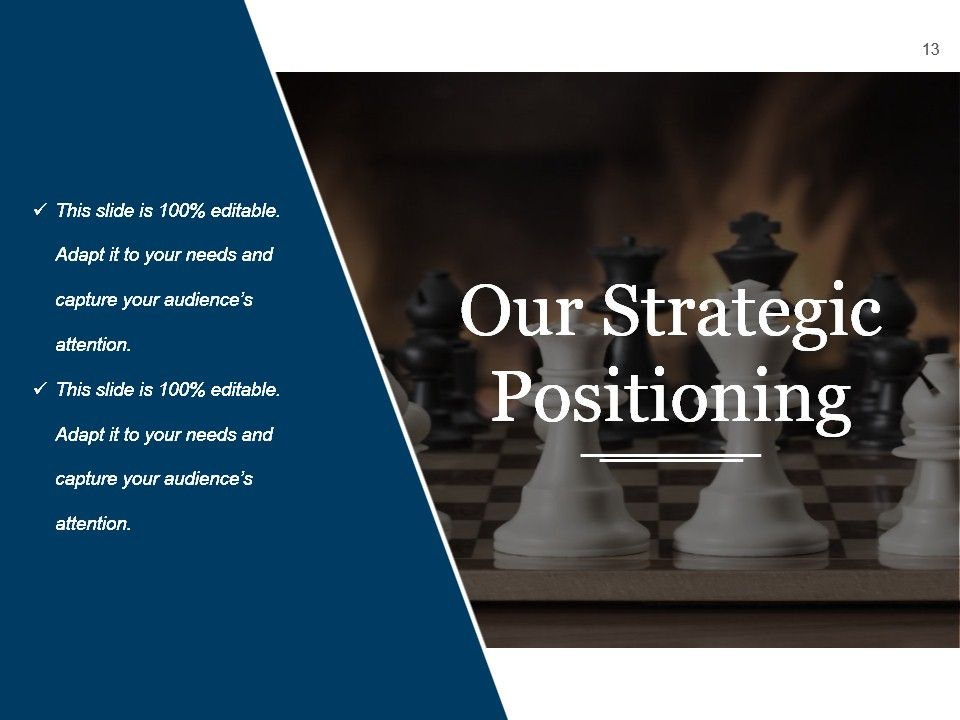 13
✓ This slide is 100% editable.
Adapt it to your needs and
capture your audience’s
attention.
✓ This slide is 100% editable.
Adapt it to your needs and
capture your audience’s
attention.
Our Strategic
Positioning